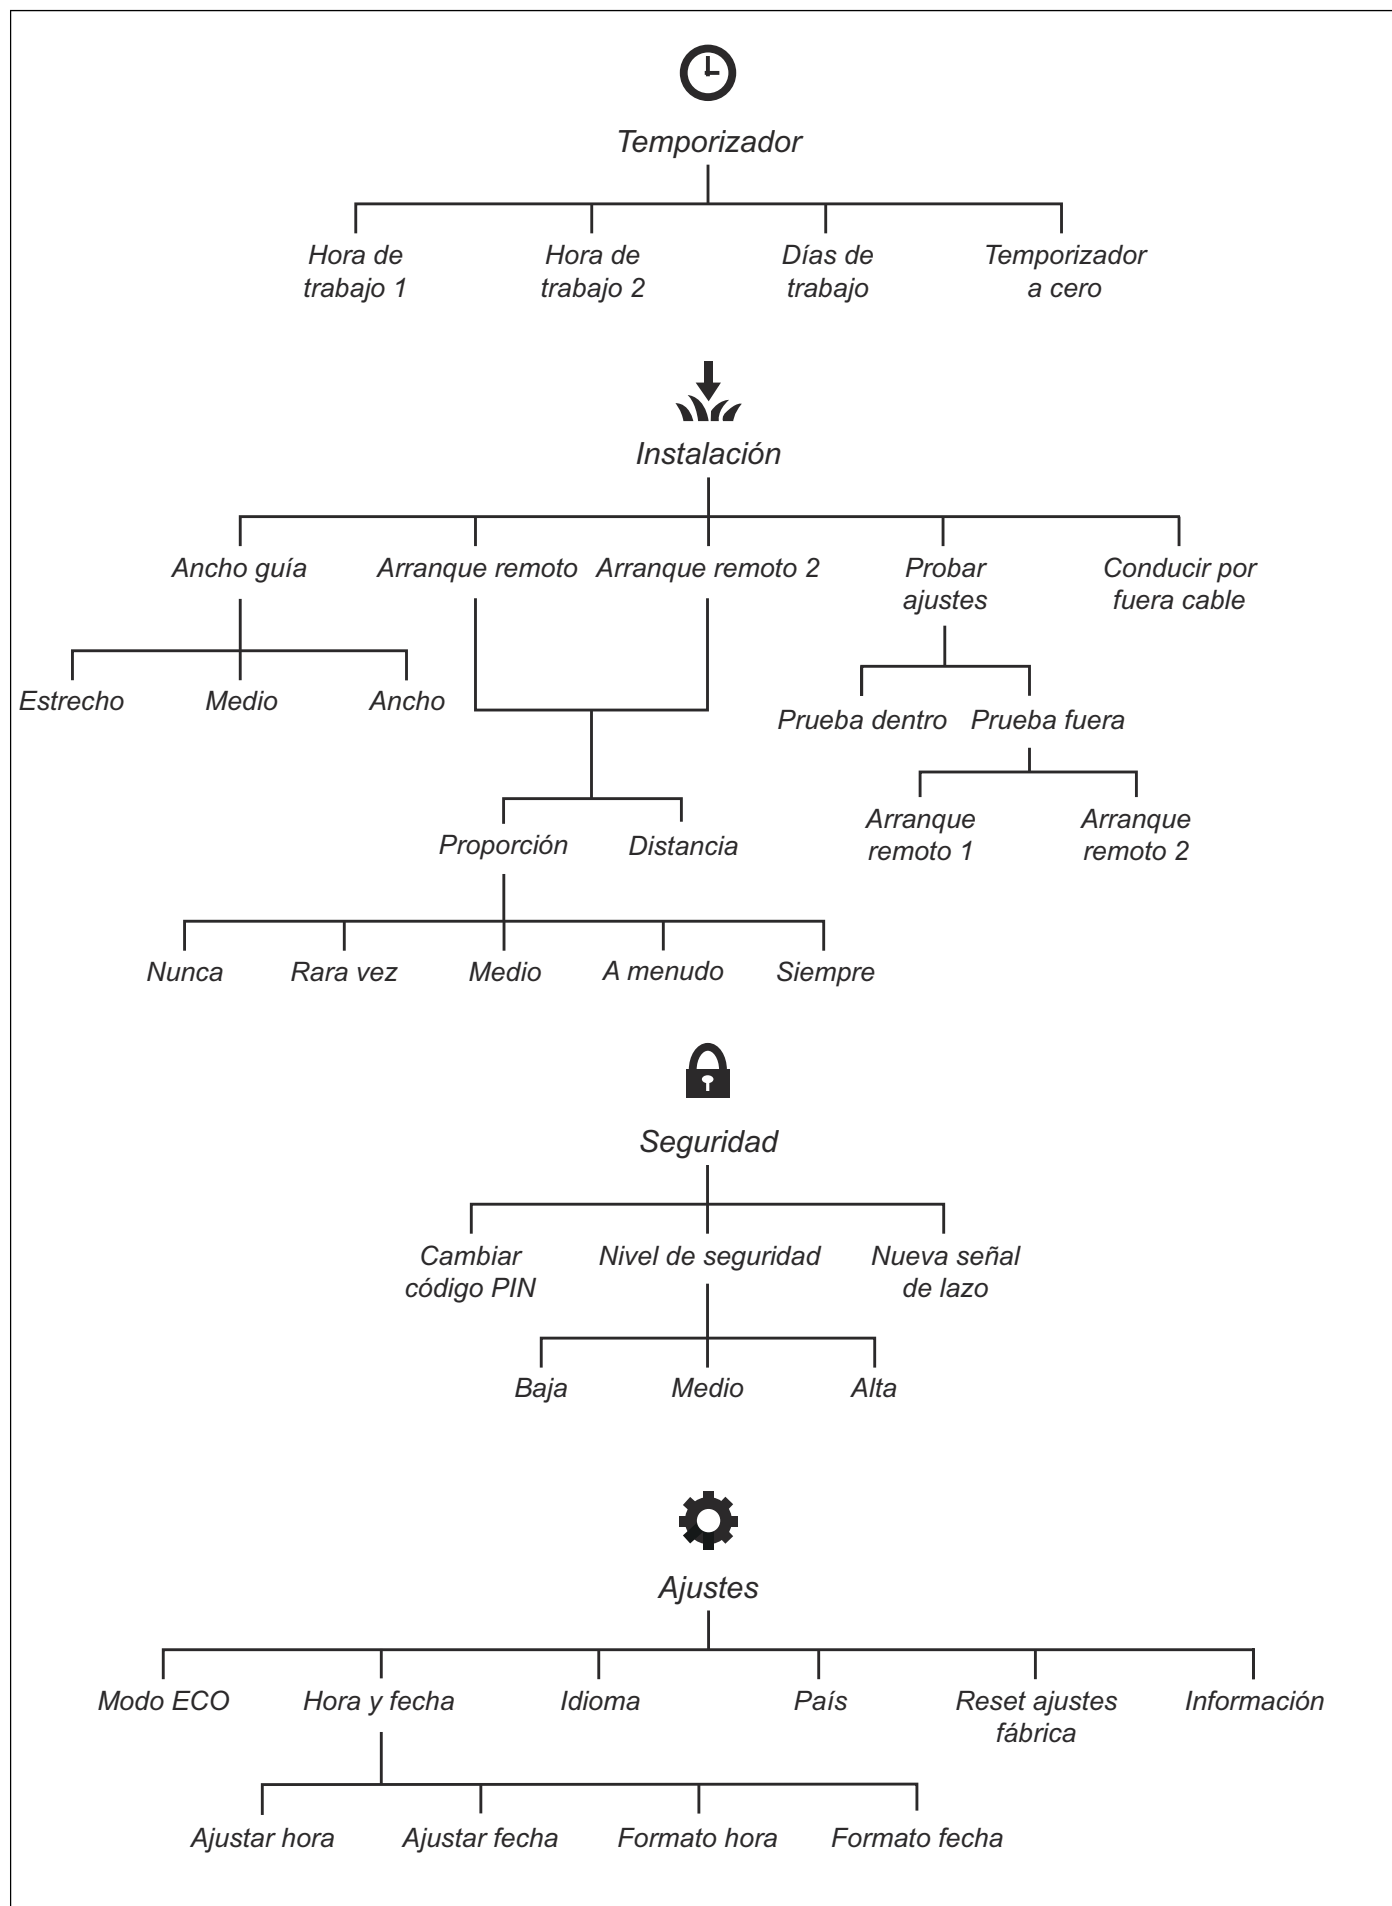 Temporizador
Hora de
trabajo 1
Hora de
trabajo 2
Días de
trabajo
Temporizador
a cero
Instalación
Ancho guía
Arranque remoto
Arranque remoto 2
Probar
ajustes
Conducir por
fuera cable
Estrecho
Medio
Ancho
Prueba dentro
Prueba fuera
Arranque
remoto 1
Arranque
remoto 2
Proporción
Distancia
Nunca
Rara vez
Medio
A menudo
Siempre
Seguridad
Cambiar
código PIN
Nivel de seguridad
Nueva señal
de lazo
Baja
Medio
Alta
Ajustes
Modo ECO
Hora y fecha
Idioma
País
Reset ajustes
fábrica
Información
Ajustar hora
Ajustar fecha
Formato hora
Formato fecha